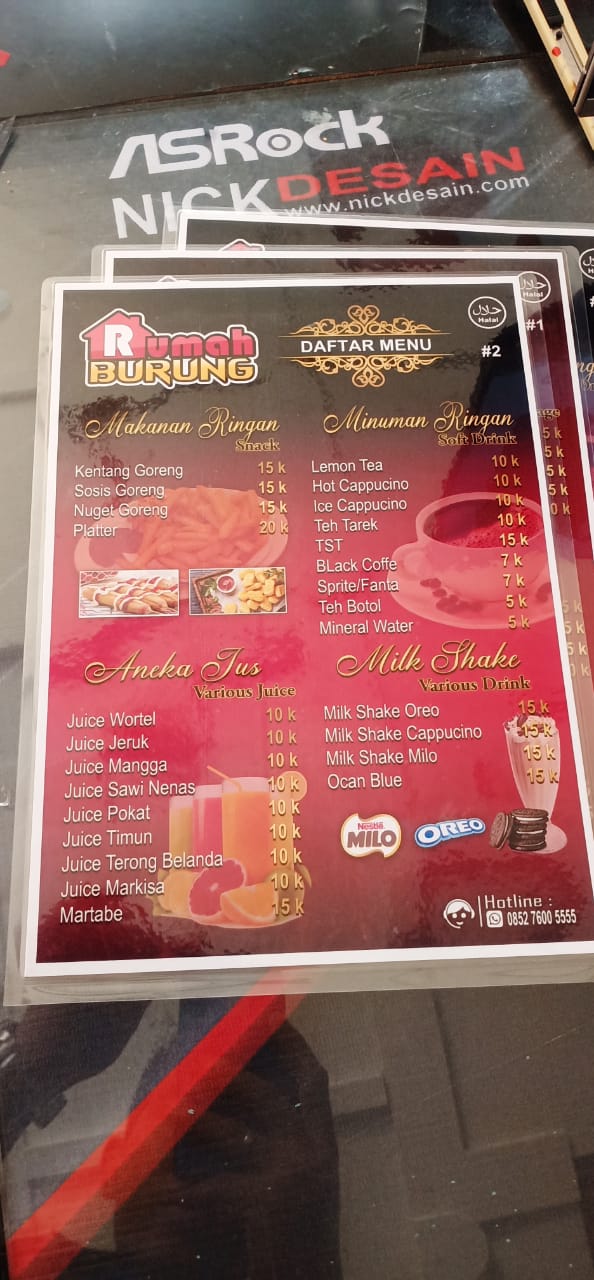 ASRock
NICKDESAIN
www.nickdesain.com
Rumah
BURUNG
DAFTAR MENU
حلال
Halal
#2
حلال
Halal
#1
Makanan Ringan
Snack
Kentang Goreng 15 k
Sosis Goreng 15 k
Nuget Goreng 15 k
Platter 20 k
Minuman Ringan
Soft Drink
Lemon Tea 10 k
Hot Cappucino 10 k
Ice Cappucino 10 k
Teh Tarek 10 k
TST 15 k
BLack Coffe 7 k
Sprite/Fanta 7 k
Teh Botol 5 k
Mineral Water 5 k
Aneka Jus
Various Juice
Juice Wortel 10 k
Juice Jeruk 10 k
Juice Mangga 10 k
Juice Sawi Nenas 10 k
Juice Pokat 10 k
Juice Timun 10 k
Juice Terong Belanda 10 k
Juice Markisa 10 k
Martabe 15 k
Milk Shake
Various Drink
Milk Shake Oreo 15 k
Milk Shake Cappucino 15 k
Milk Shake Milo 15 k
Ocan Blue 15 k
Nestlé
MILO
OREO
Hotline :
0852 7600 5555